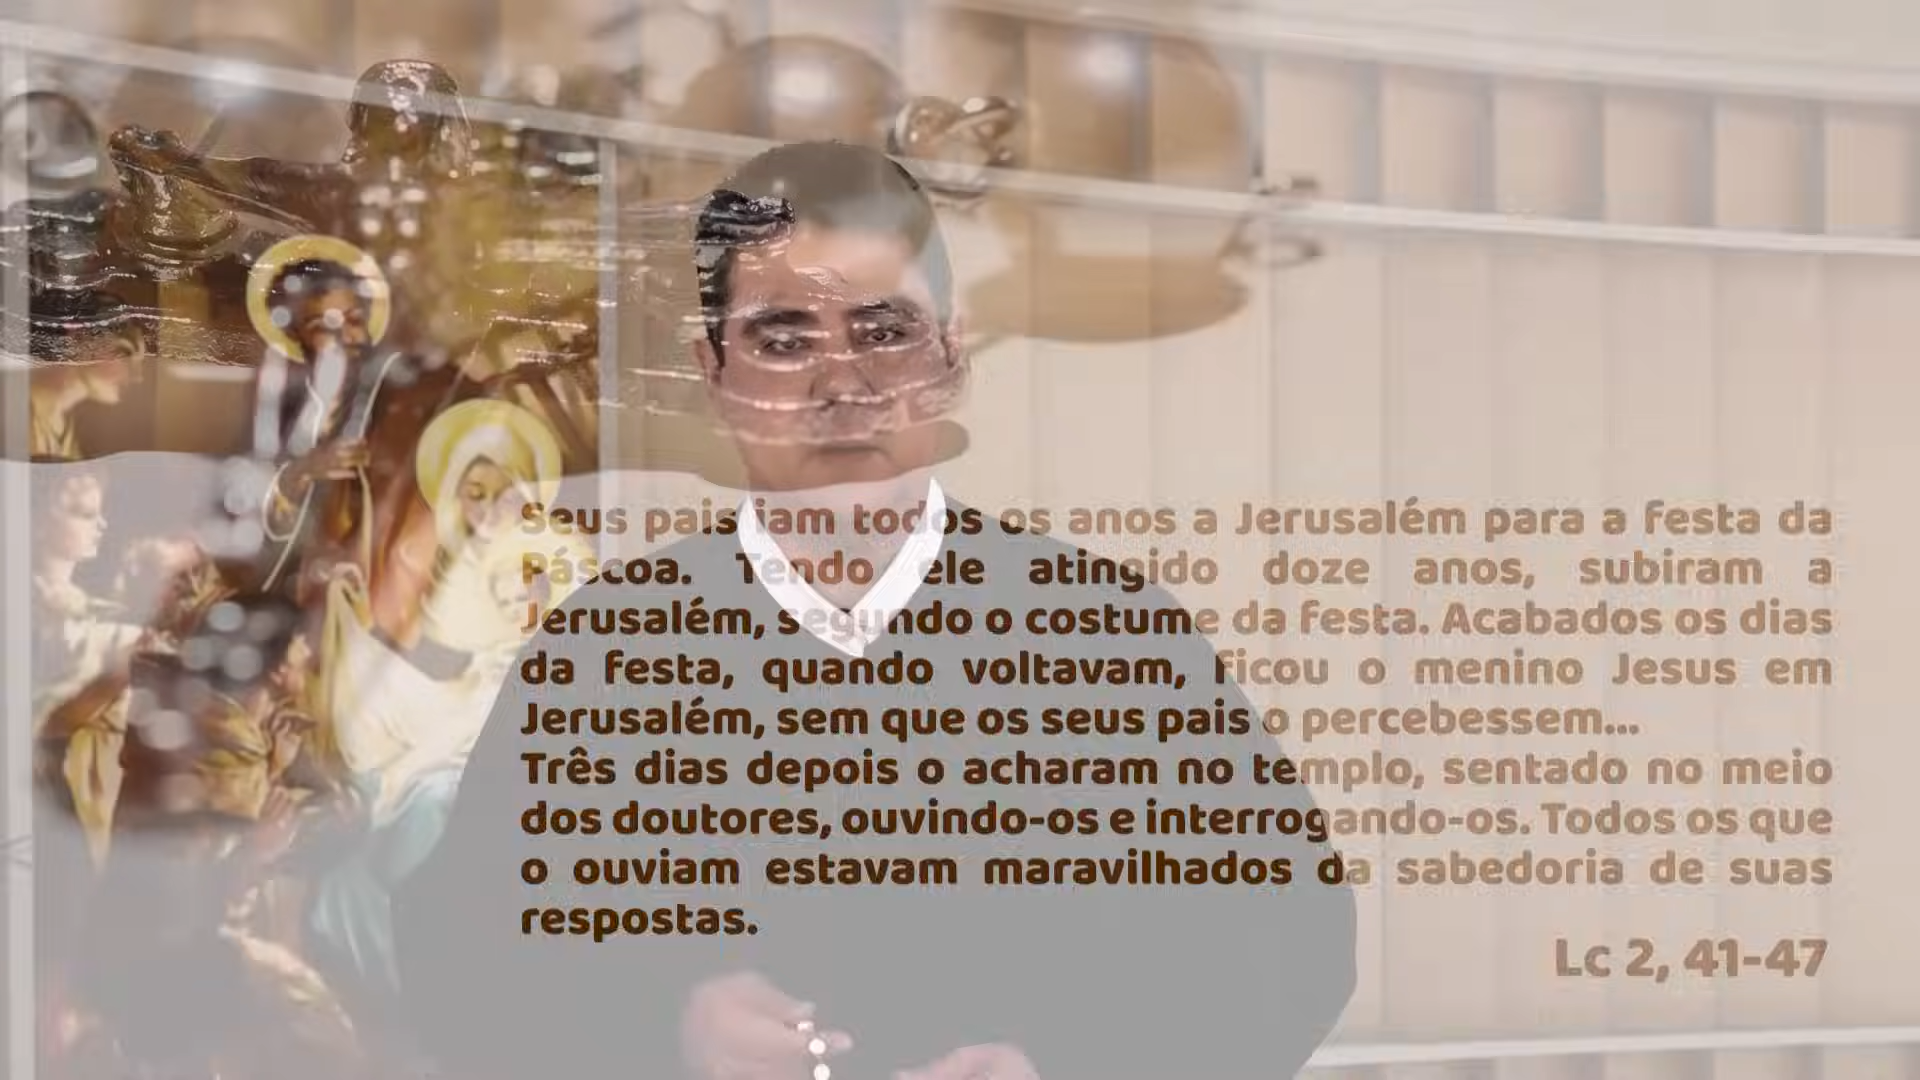 Seus pais iam todos os anos a Jerusalém para a festa da
Páscoa. Tendo ele atingido doze anos, subiram a
Jerusalém, segundo o costume da festa. Acabados os dias
da festa, quando voltavam, ficou o menino Jesus em
Jerusalém, sem que os seus pais o percebessem...
Três dias depois o acharam no templo, sentado no meio
dos doutores, ouvindo-os e interrogando-os. Todos os que
o ouviam estavam maravilhados da sabedoria de suas
respostas.
Lc 2, 41-47